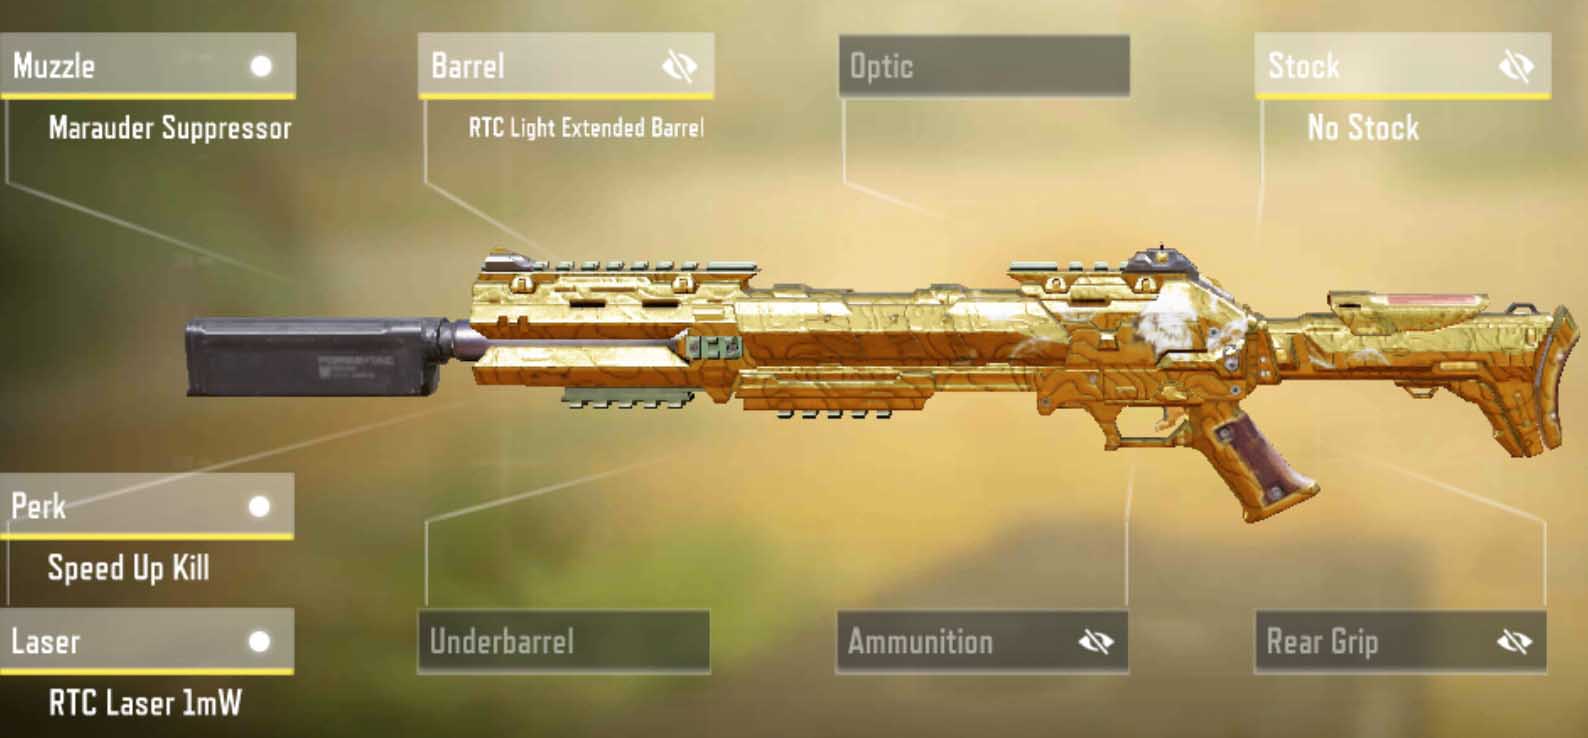 Muzzle
Marauder Suppressor
Barrel
RTC Light Extended Barrel
Optic
Stock
No Stock
Perk
Speed Up Kill
Laser
RTC Laser 1mW
Underbarrel
Ammunition
Rear Grip